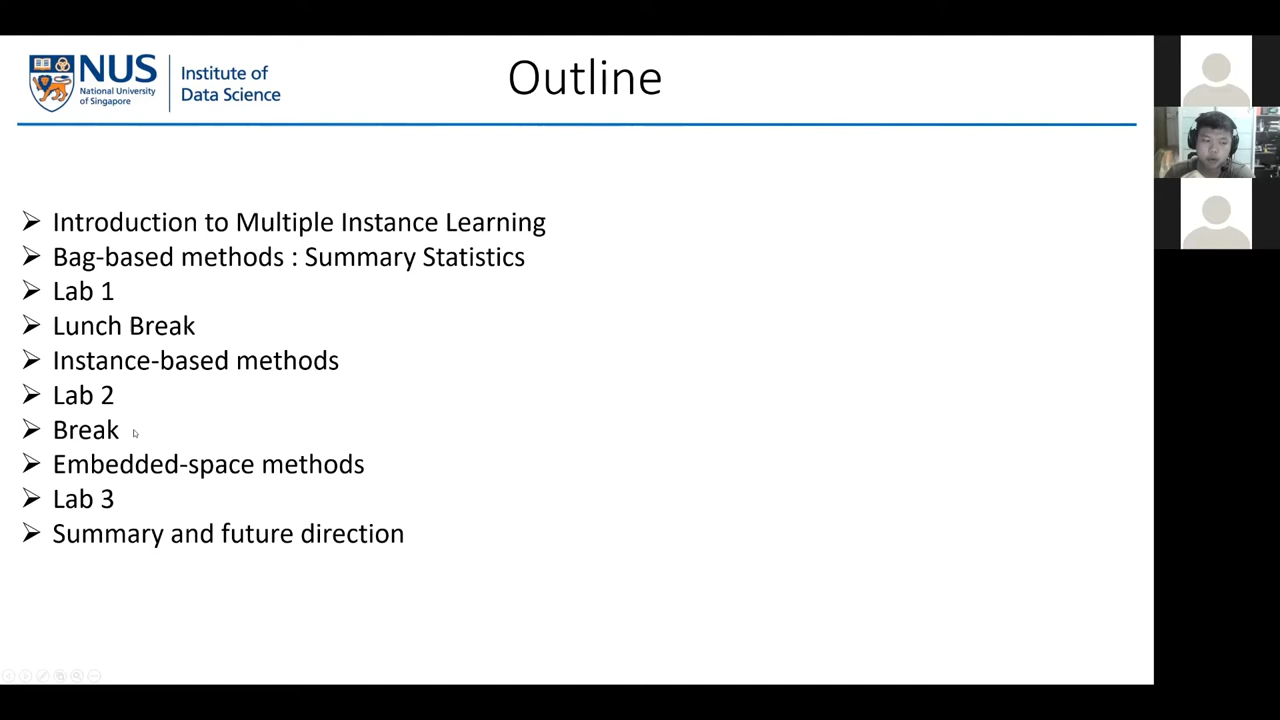 NUS
National University
of Singapore
Institute of
Data Science
Outline
Introduction to Multiple Instance Learning
Bag-based methods : Summary Statistics
Lab 1
Lunch Break
Instance-based methods
Lab 2
Break
Embedded-space methods
Lab 3
Summary and future direction